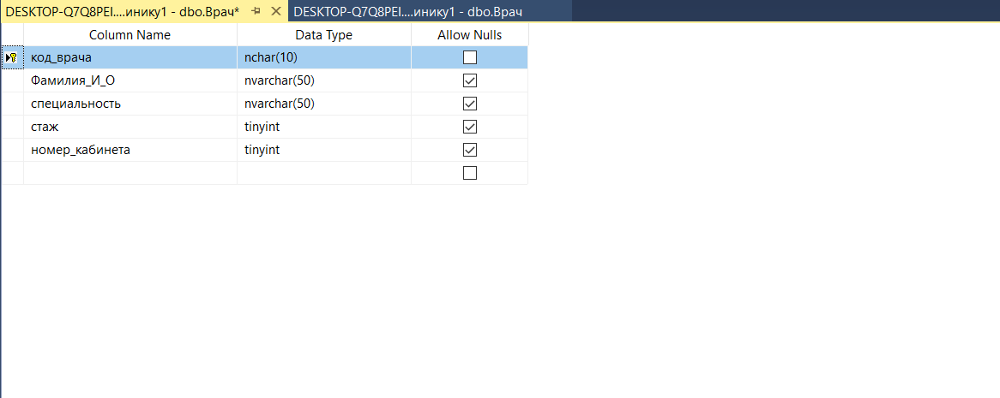 DESKTOP-Q7Q8PEI....инику1 - dbo.Врач* DESKTOP-Q7Q8PEI....инику1 - dbo.Врач
Column Name Data Type Allow Nulls
код_врача nchar(10)
Фамилия_И_О nvarchar(50)
специальность nvarchar(50)
стаж tinyint
номер_кабинета tinyint